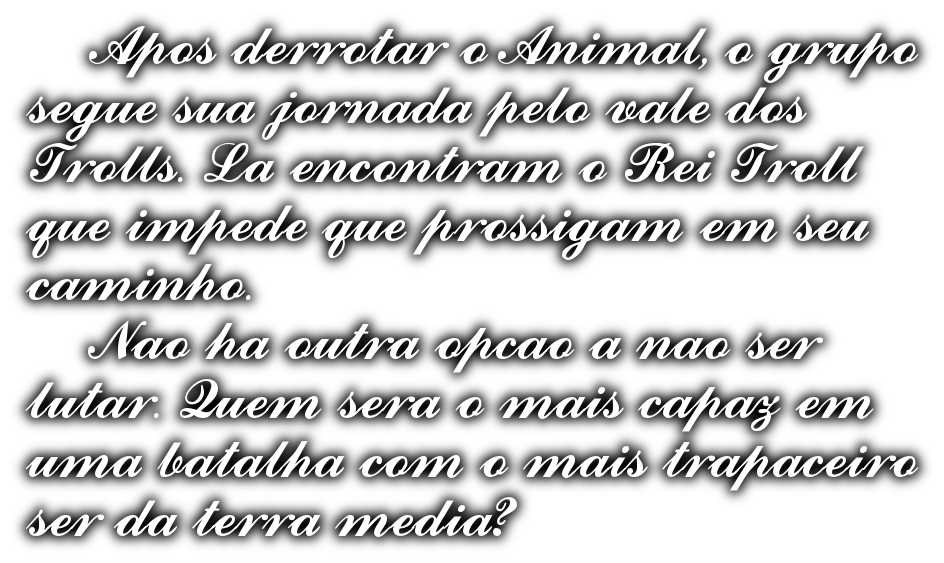 Apos derrotar o Animal, o grupo
segue sua jornada pelo vale dos
Trolls. La encontram o Rei Troll
que impede que prossigam em seu
caminho.
Nao ha outra opcao a nao ser
lutar. Quem sera o mais capaz em
uma batalha com o mais trapaceiro
ser da terra media?